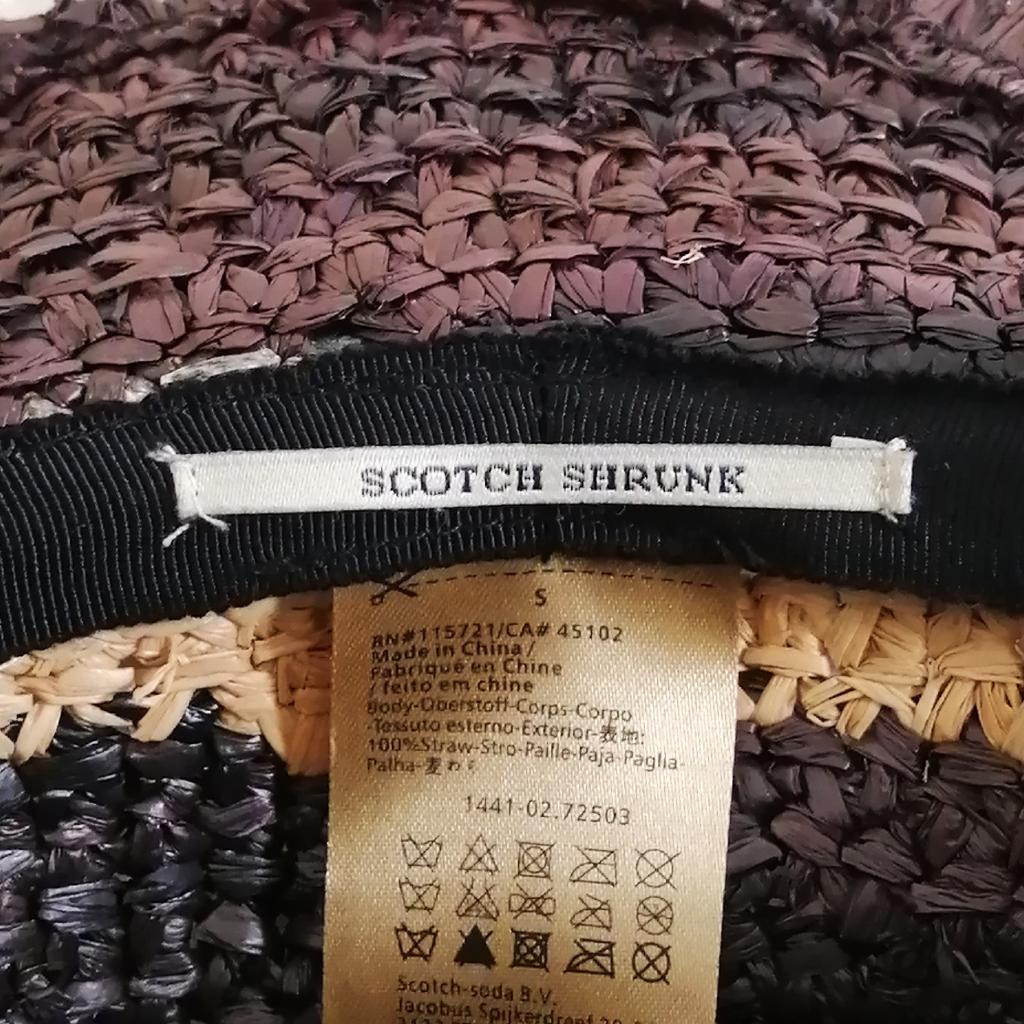 SCOTCH SHRUNK
S
RN#115721/CA# 45102
Made in China /
Fabriqué en Chine
/ feito em chine
Body-Oberstoff-Corps-Corpo
-Tessuto esterno-Exterior-表地:
100%Straw-Stro-Paille-Paja-Paglia-
Palha-麦わ
1441-02.72503
Scotch-soda B.V.
Jacobus Spijkerdreef 20-